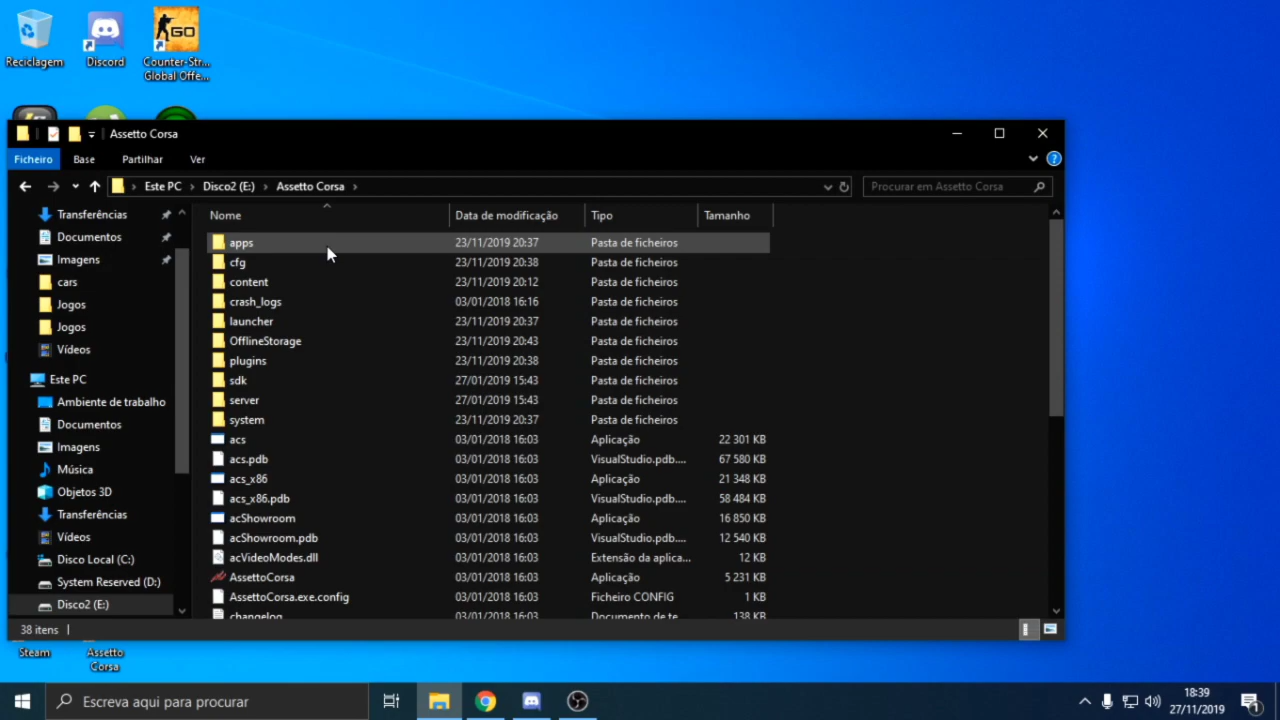 Reciclagem
Discord
Counter-Str...
Global Offe...
GO
Assetto Corsa
Ficheiro Base Partilhar Ver
Este PC Disco2 (E:) Assetto Corsa
Procurar em Assetto Corsa
Nome Data de modificação Tipo Tamanho
Transferências
Documentos
Imagens
cars
Jogos
Jogos
Vídeos
Este PC
Ambiente de trabalho
Documentos
Imagens
Música
Objetos 3D
Transferências
Vídeos
Disco Local (C:)
System Reserved (D:)
Disco2 (E:)
apps 23/11/2019 20:37 Pasta de ficheiros
cfg 23/11/2019 20:38 Pasta de ficheiros
content 23/11/2019 20:12 Pasta de ficheiros
crash_logs 03/01/2018 16:16 Pasta de ficheiros
launcher 23/11/2019 20:37 Pasta de ficheiros
OfflineStorage 23/11/2019 20:43 Pasta de ficheiros
plugins 23/11/2019 20:38 Pasta de ficheiros
sdk 27/01/2019 15:43 Pasta de ficheiros
server 27/01/2019 15:43 Pasta de ficheiros
system 23/11/2019 20:37 Pasta de ficheiros
acs 03/01/2018 16:03 Aplicação 22 301 KB
acs.pdb 03/01/2018 16:03 VisualStudio.pdb.... 67 580 KB
acs_x86 03/01/2018 16:03 Aplicação 21 348 KB
acs_x86.pdb 03/01/2018 16:03 VisualStudio.pdb.... 58 484 KB
acShowroom 03/01/2018 16:03 Aplicação 16 850 KB
acShowroom.pdb 03/01/2018 16:03 VisualStudio.pdb.... 12 540 KB
acVideoModes.dll 03/01/2018 16:03 Extensão da aplica... 12 KB
AssettoCorsa 03/01/2018 16:03 Aplicação 5 231 KB
AssettoCorsa.exe.config 03/01/2018 16:03 Ficheiro CONFIG 1 KB
changelog 03/01/2018 16:03 Documento de te... 138 KB
38 itens
Steam
Assetto
Corsa
Escreva aqui para procurar
18:39
27/11/2019
1